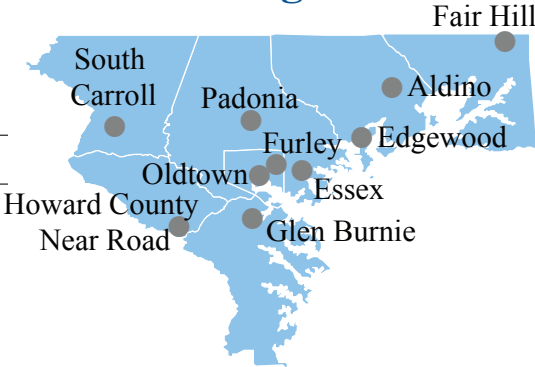 Fair Hill
South
Carroll
Aldino
Padonia
Edgewood
Furley
Oldtown
Essex
Howard County
Near Road
Glen Burnie